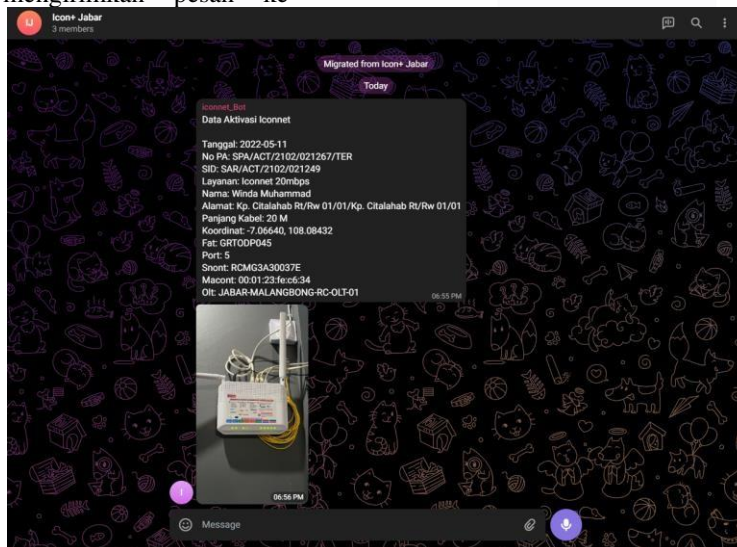 mengirimkan pesan ke
IJ
Icon+ Jabar
3 members
Migrated from Icon+ Jabar
Today
iconnet_Bot
Data Aktivasi Iconnet
Tanggal: 2022-05-11
No PA: SPA/ACT/2102/021267/TER
SID: SAR/ACT/2102/021249
Layanan: Iconnet 20mbps
Nama: Winda Muhammad
Alamat: Kp. Citalahab Rt/Rw 01/01/Kp. Citalahab Rt/Rw 01/01
Panjang Kabel: 20 M
Koordinat: -7.06640, 108.08432
Fat: GRTODP045
Port: 5
Snont: RCMG3A30037E
Macont: 00:01:23:fe:c6:34
Olt: JABAR-MALANGBONG-RC-OLT-01
06:55 PM
06:56 PM
I
Message